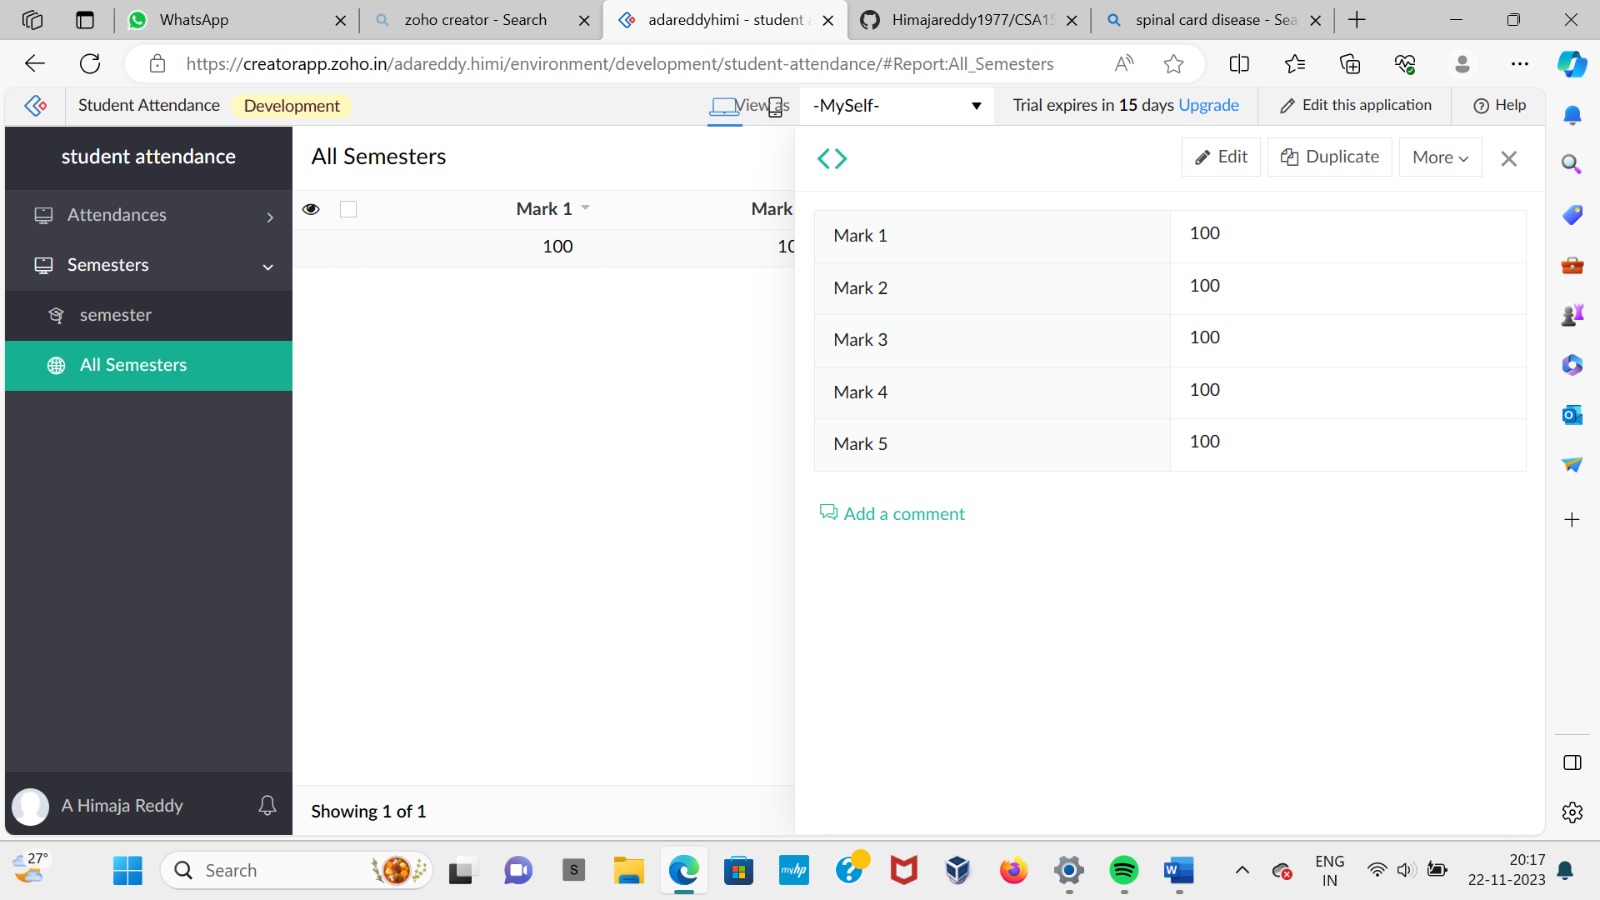 WhatsApp
zoho creator - Search
adareddyhimi - student
Himajareddy1977/CSA15
spinal card disease - Sea
https://creatorapp.zoho.in/adareddy.himi/environment/development/student-attendance/#Report:All_Semesters
Student Attendance
Development
View as
-MySelf-
Trial expires in 15 days Upgrade
Edit this application
Help
student attendance
Attendances
Semesters
semester
All Semesters
A Himaja Reddy
All Semesters
Mark 1 Mark
100 10
Showing 1 of 1
Edit
Duplicate
More
Mark 1 100
Mark 2 100
Mark 3 100
Mark 4 100
Mark 5 100
Add a comment
27°
Search
S
myhp
ENG
IN
20:17
22-11-2023